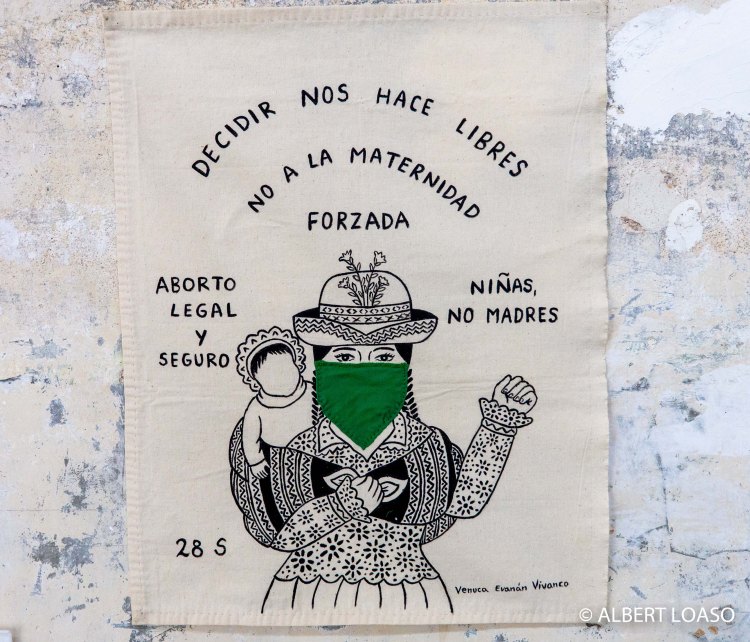 DECIDIR NOS HACE LIBRES
NO A LA MATERNIDAD
FORZADA
ABORTO
LEGAL
Y
SEGURO
NIÑAS,
NO MADRES
28 S
Venuca Evanán Vivanco
© ALBERT LOASO